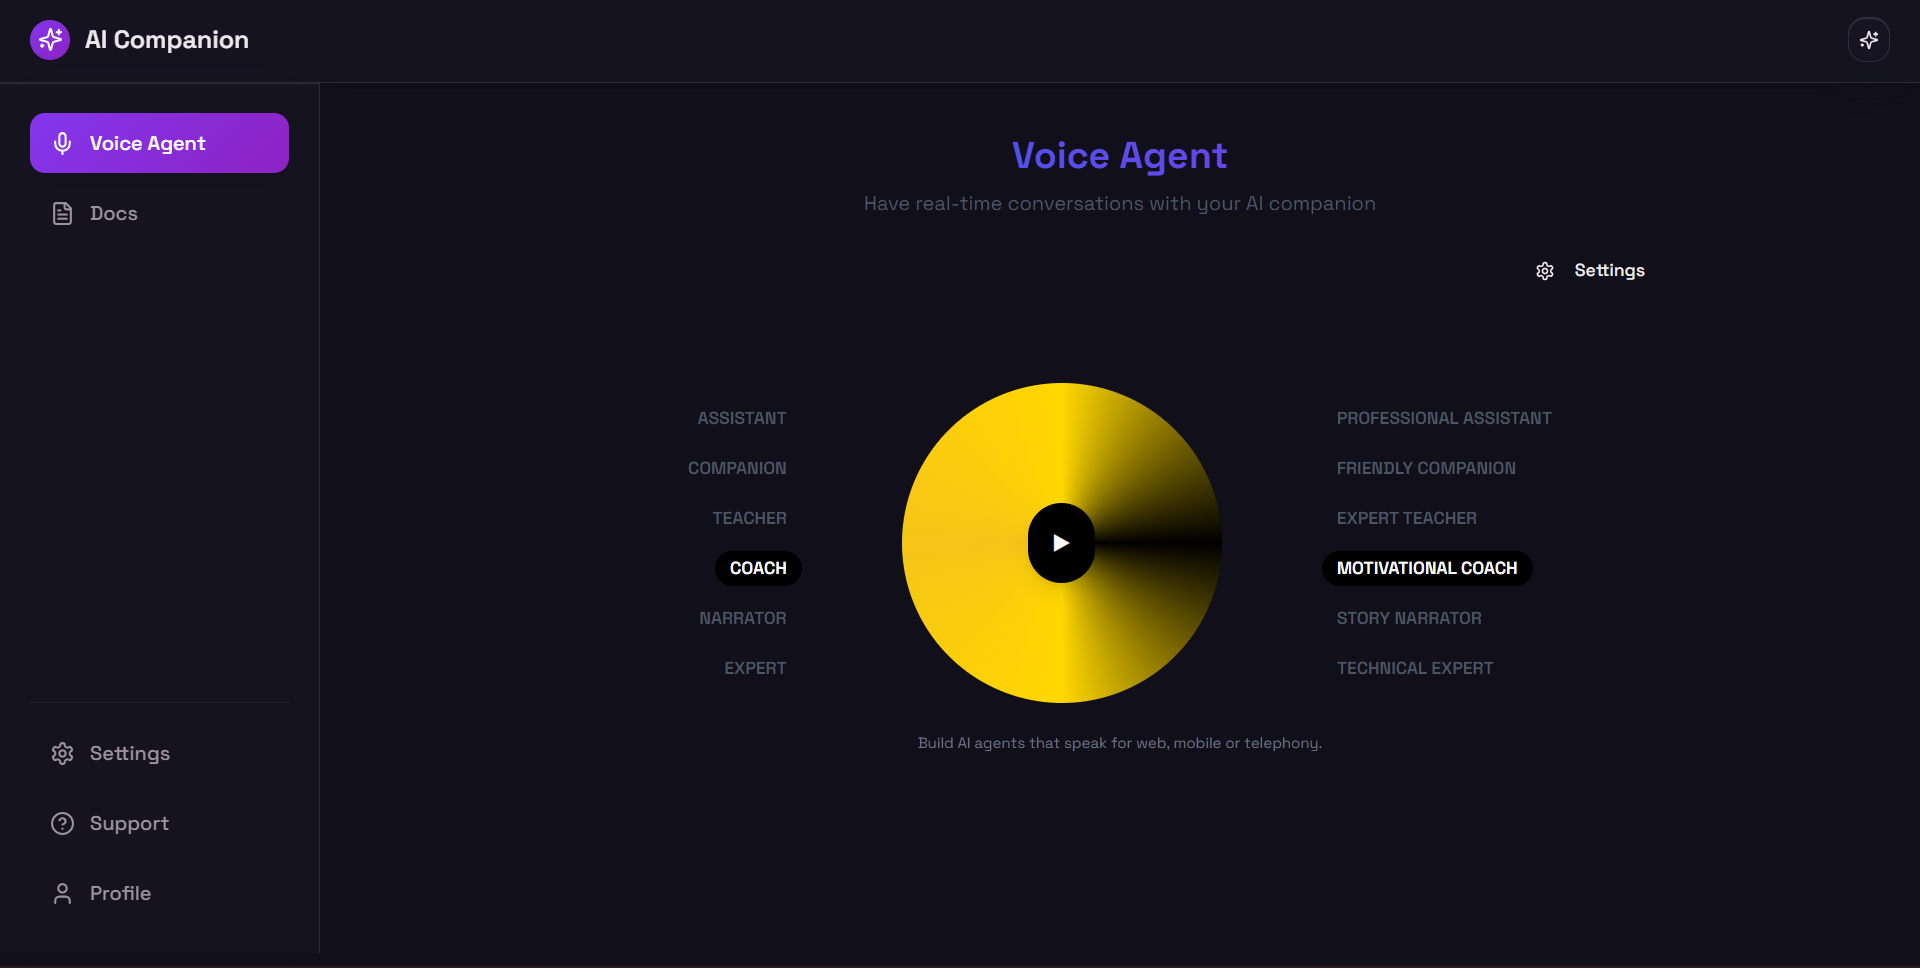 AI Companion
Voice Agent
Docs
Settings
Support
Profile
Voice Agent
Have real-time conversations with your AI companion
Settings
ASSISTANT
COMPANION
TEACHER
COACH
NARRATOR
EXPERT
PROFESSIONAL ASSISTANT
FRIENDLY COMPANION
EXPERT TEACHER
MOTIVATIONAL COACH
STORY NARRATOR
TECHNICAL EXPERT
Build AI agents that speak for web, mobile or telephony.